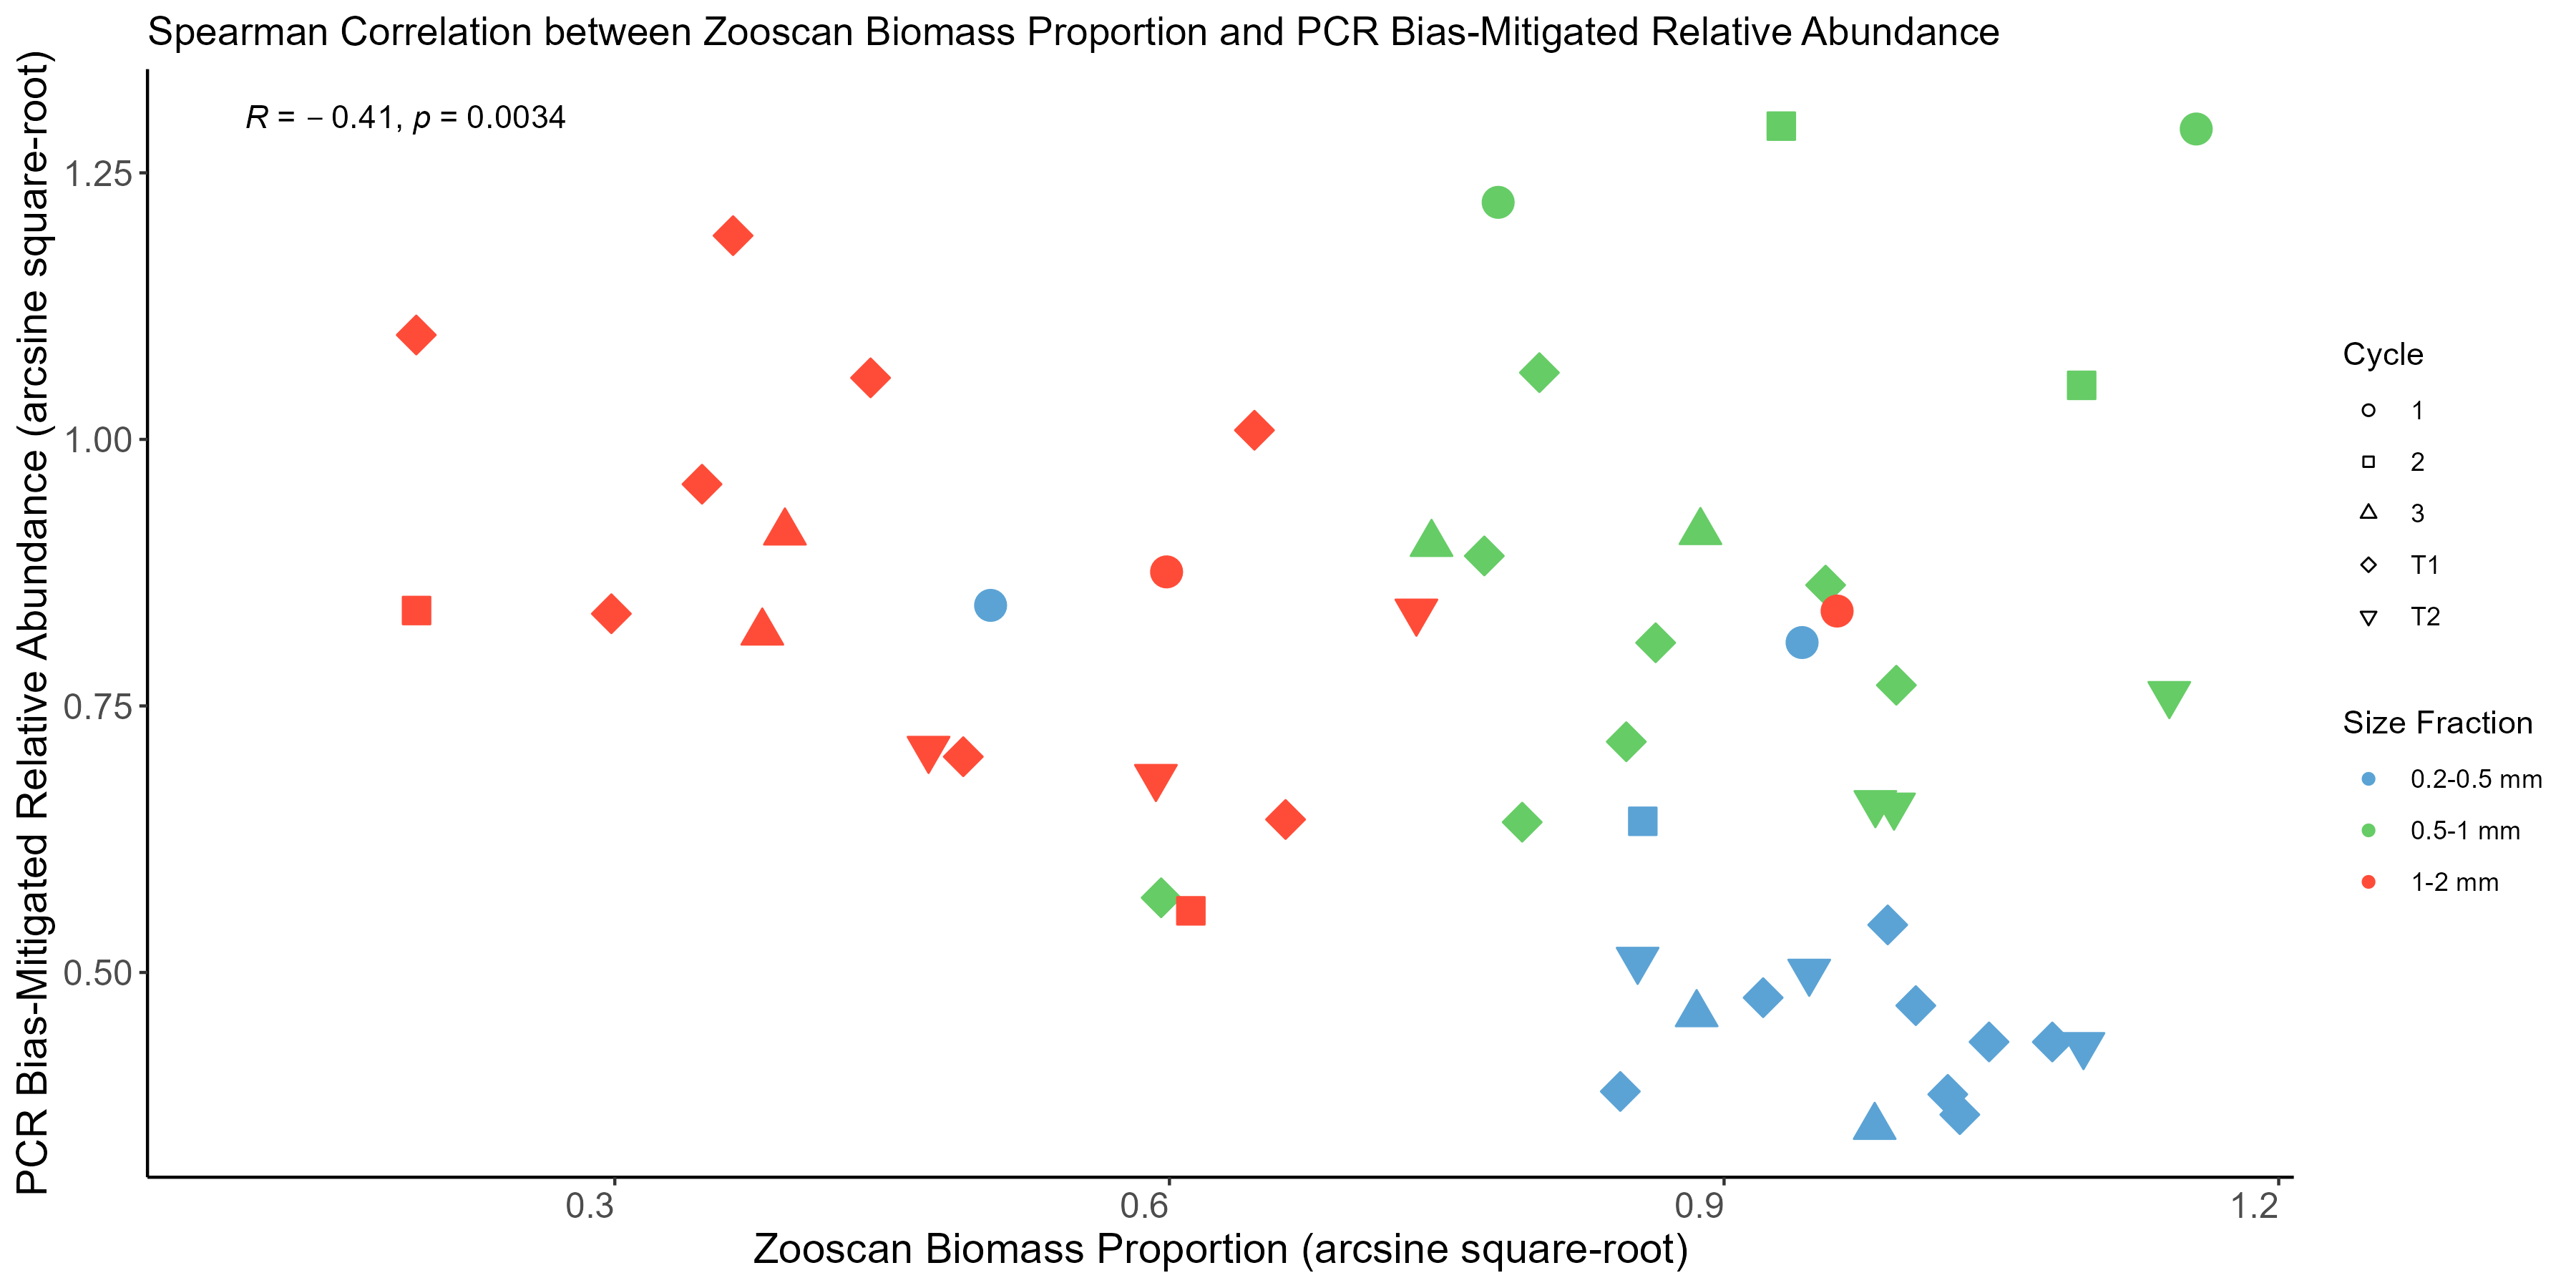 Spearman Correlation between Zooscan Biomass Proportion and PCR Bias-Mitigated Relative Abundance
R = – 0.41, p = 0.0034
PCR Bias-Mitigated Relative Abundance (arcsine square-root)
1.25
1.00
0.75
0.50
0.3
0.6
0.9
1.2
Zooscan Biomass Proportion (arcsine square-root)
Cycle
1
2
3
T1
T2
Size Fraction
0.2-0.5 mm
0.5-1 mm
1-2 mm